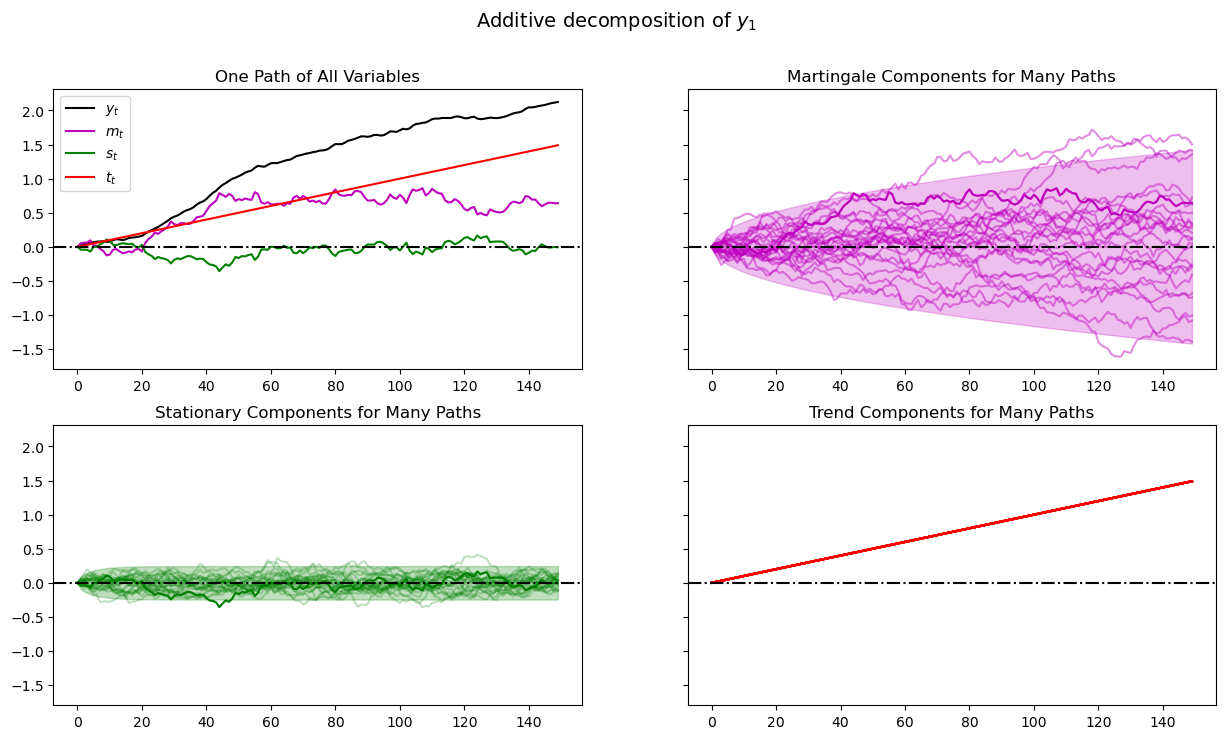 Additive decomposition of y₁
One Path of All Variables
yₜ
mₜ
sₜ
tₜ
2.0
1.5
1.0
0.5
0.0
−0.5
−1.0
−1.5
0 20 40 60 80 100 120 140
Martingale Components for Many Paths
0 20 40 60 80 100 120 140
Stationary Components for Many Paths
2.0
1.5
1.0
0.5
0.0
−0.5
−1.0
−1.5
0 20 40 60 80 100 120 140
Trend Components for Many Paths
0 20 40 60 80 100 120 140